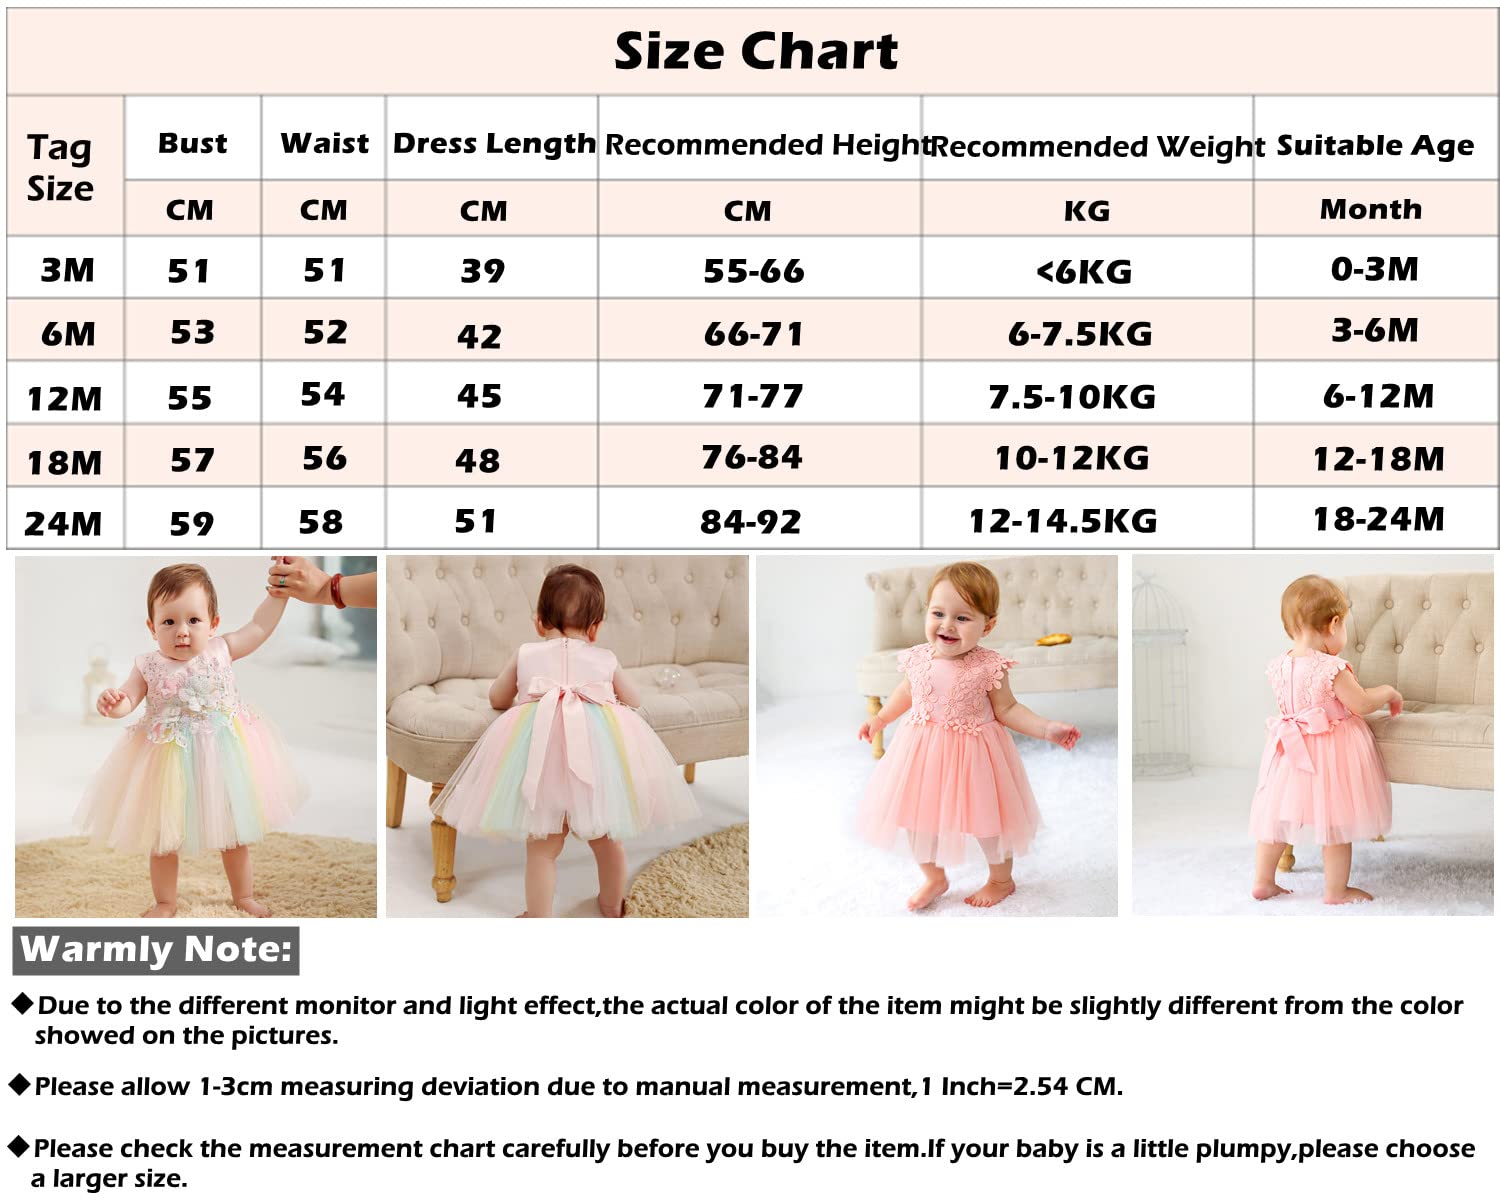 Size Chart
Tag Size Bust Waist Dress Length Recommended Height Recommended Weight Suitable Age
CM CM CM CM KG Month
3M 51 51 39 55-66 <6KG 0-3M
6M 53 52 42 66-71 6-7.5KG 3-6M
12M 55 54 45 71-77 7.5-10KG 6-12M
18M 57 56 48 76-84 10-12KG 12-18M
24M 59 58 51 84-92 12-14.5KG 18-24M
Warmly Note:
◆Due to the different monitor and light effect,the actual color of the item might be slightly different from the color
showed on the pictures.
◆Please allow 1-3cm measuring deviation due to manual measurement,1 Inch=2.54 CM.
◆Please check the measurement chart carefully before you buy the item.If your baby is a little plumpy,please choose
a larger size.